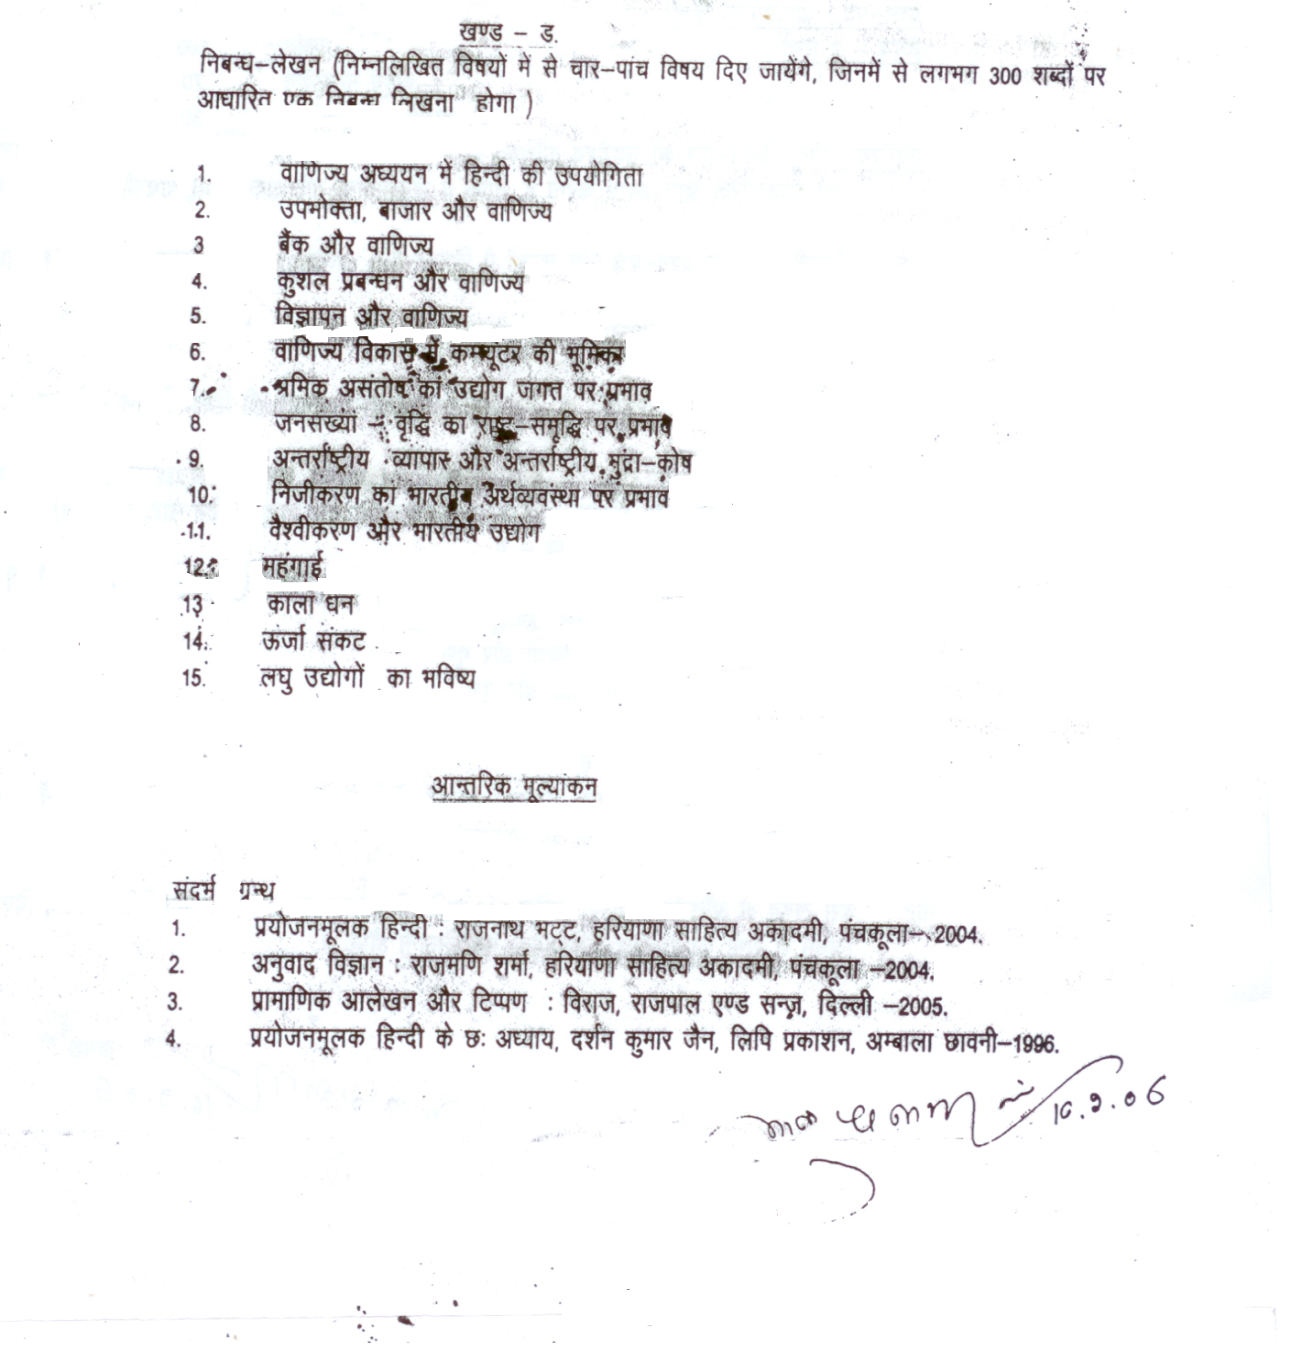 खण्ड – ड.
निबन्ध–लेखन (निम्नलिखित विषयों में से चार–पांच विषय दिए जायेंगे, जिनमें से लगभग 300 शब्दों पर
आधारित एक निबन्ध लिखना होगा )
1. वाणिज्य अध्ययन में हिन्दी की उपयोगिता
2. उपभोक्ता, बाजार और वाणिज्य
3 बैंक और वाणिज्य
4. कुशल प्रबन्धन और वाणिज्य
5. विज्ञापन और वाणिज्य
6. वाणिज्य विकास में कम्प्यूटर की भूमिका
7. श्रमिक असंतोष का उद्योग जगत पर प्रभाव
8. जनसंख्या – वृद्धि का राष्ट्र–समृद्धि पर प्रभाव
9. अन्तर्राष्ट्रीय व्यापार और अन्तर्राष्ट्रीय मुद्रा–कोष
10. निजीकरण का भारतीय अर्थव्यवस्था पर प्रभाव
11. वैश्वीकरण और भारतीय उद्योग
12. महंगाई
13 काला धन
14. ऊर्जा संकट
15. लघु उद्योगों का भविष्य
आन्तरिक मूल्यांकन
संदर्भ ग्रन्थ
1. प्रयोजनमूलक हिन्दी : राजनाथ भट्ट, हरियाणा साहित्य अकादमी, पंचकूला–2004.
2. अनुवाद विज्ञान : राजमणि शर्मा, हरियाणा साहित्य अकादमी, पंचकूला –2004.
3. प्रामाणिक आलेखन और टिप्पण : विराज, राजपाल एण्ड सन्ज़, दिल्ली –2005.
4. प्रयोजनमूलक हिन्दी के छः अध्याय, दर्शन कुमार जैन, लिपि प्रकाशन, अम्बाला छावनी–1996.